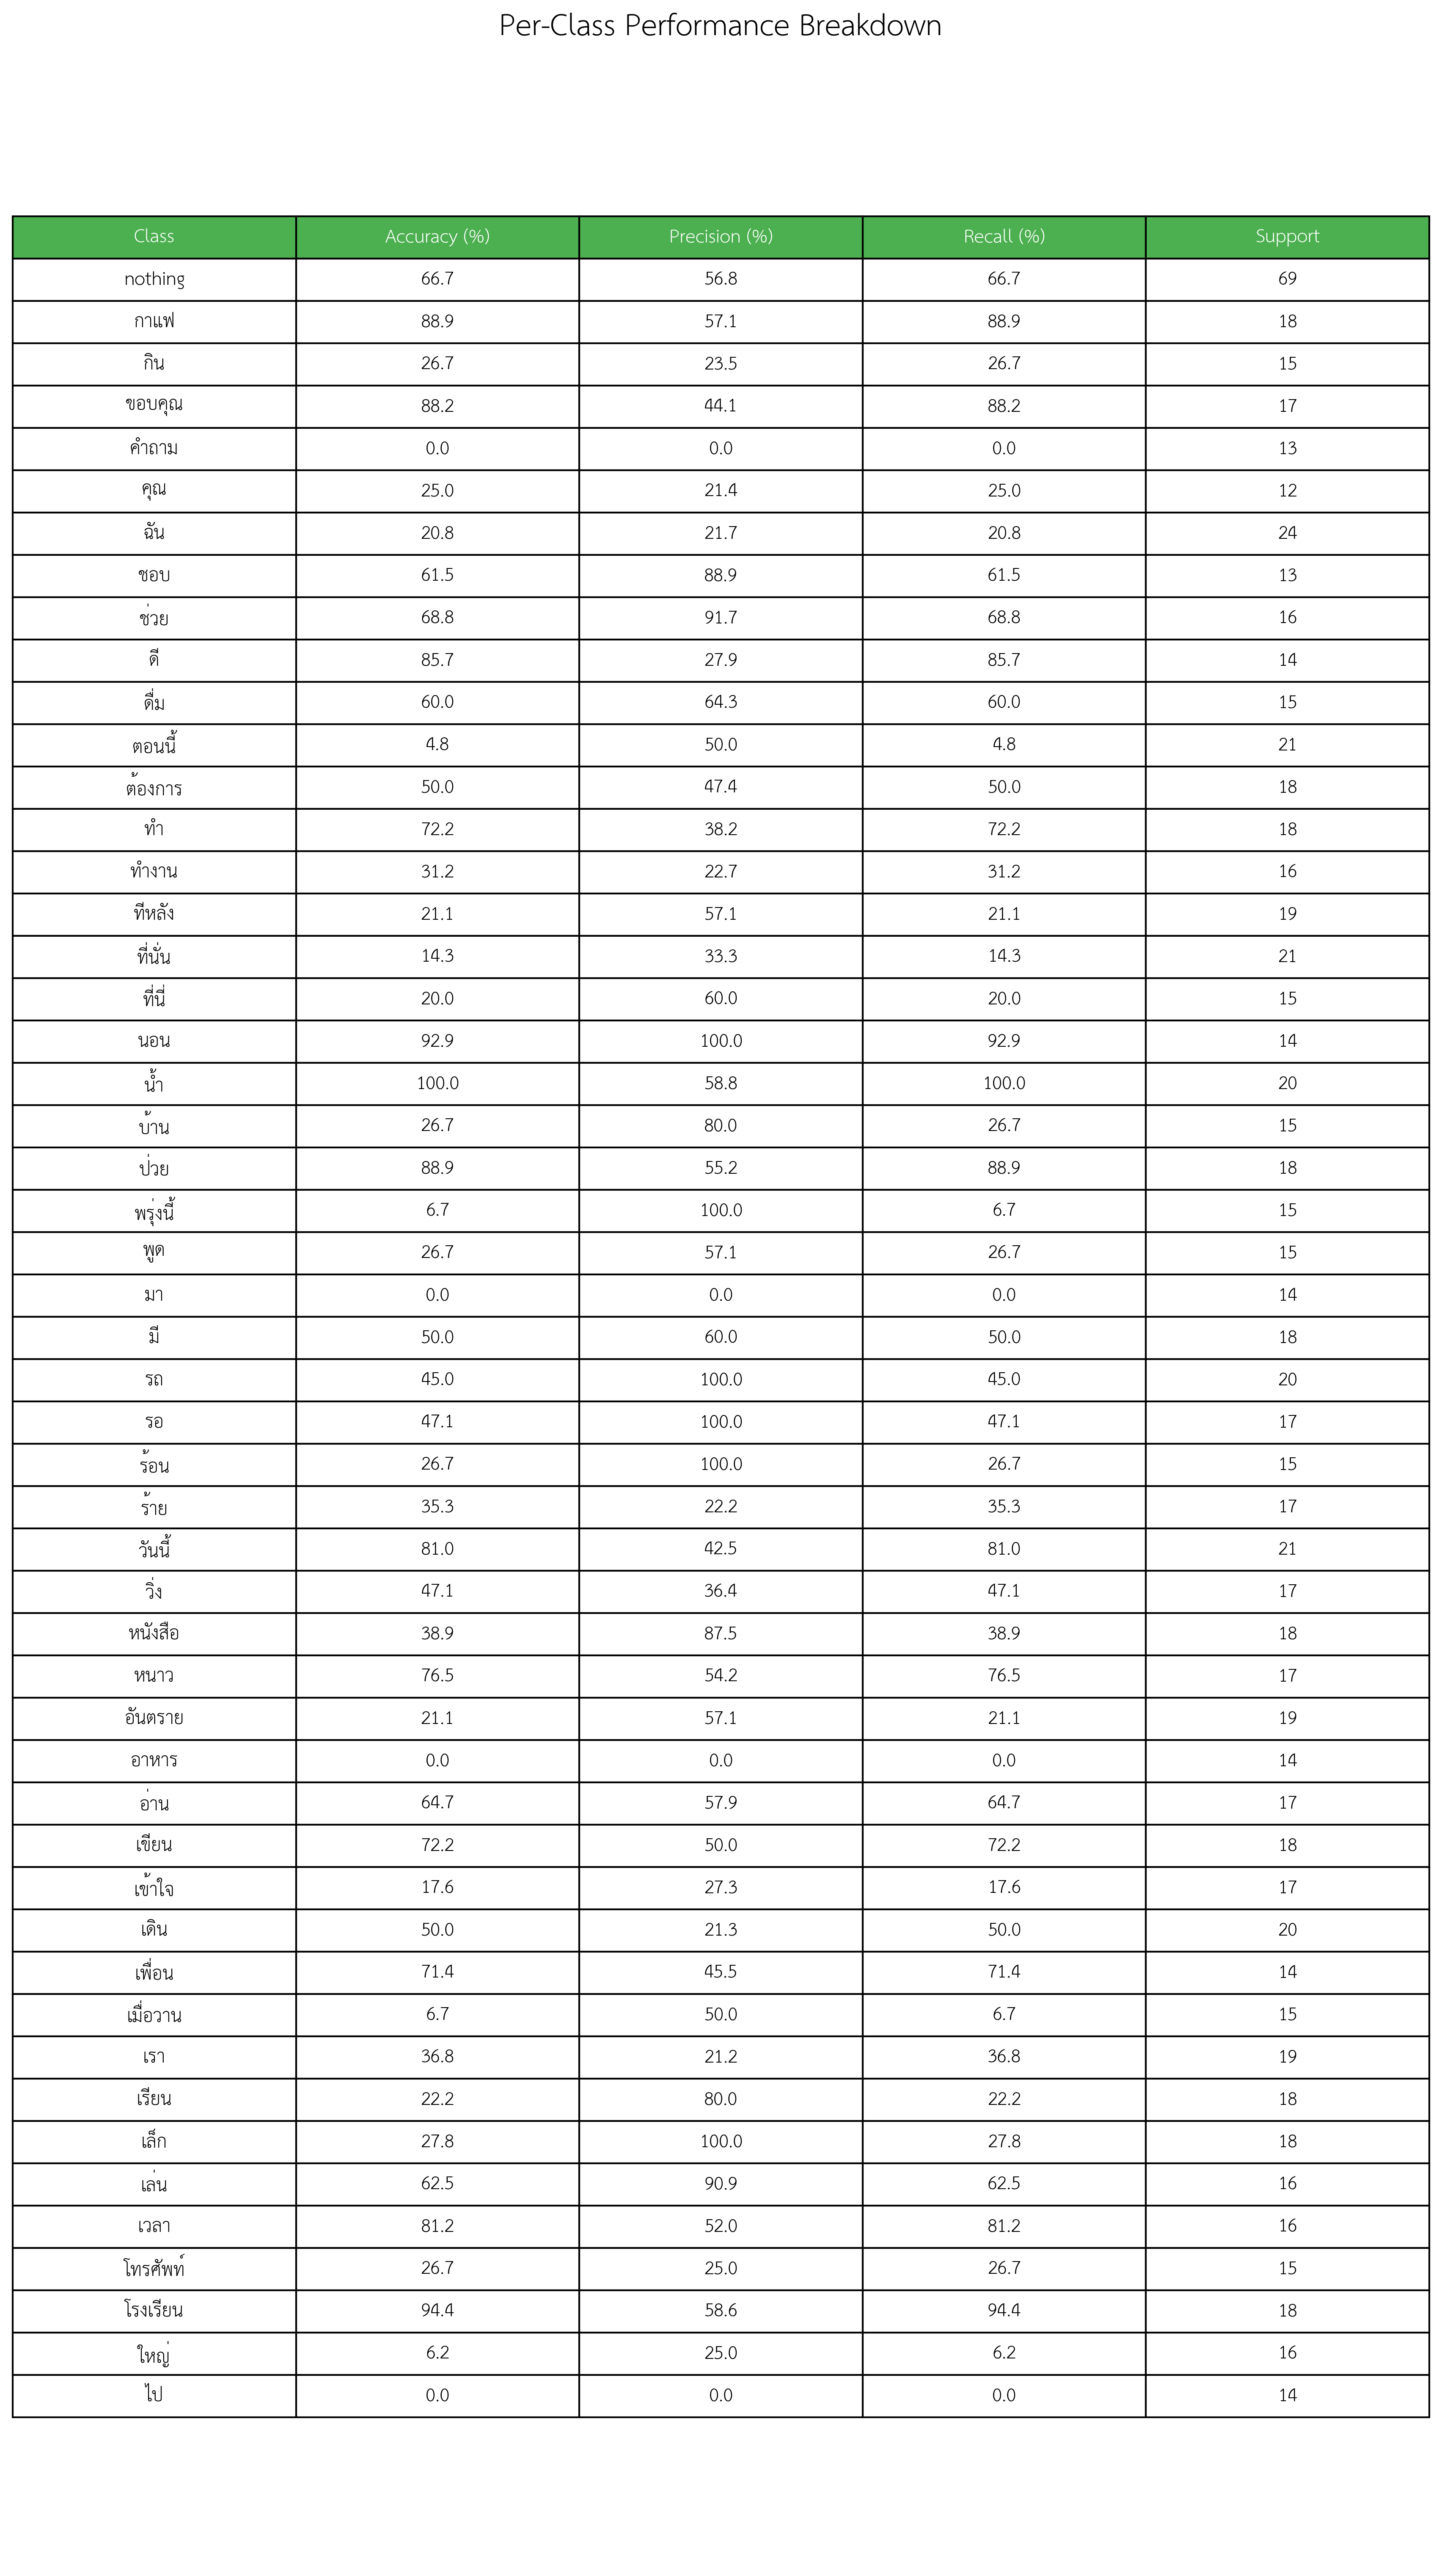 Per-Class Performance Breakdown
Class Accuracy (%) Precision (%) Recall (%) Support
nothing 66.7 56.8 66.7 69
กาแฟ 88.9 57.1 88.9 18
กิน 26.7 23.5 26.7 15
ขอบคุณ 88.2 44.1 88.2 17
คำถาม 0.0 0.0 0.0 13
คุณ 25.0 21.4 25.0 12
ฉัน 20.8 21.7 20.8 24
ชอบ 61.5 88.9 61.5 13
ช่วย 68.8 91.7 68.8 16
ดี 85.7 27.9 85.7 14
ดื่ม 60.0 64.3 60.0 15
ตอนนี้ 4.8 50.0 4.8 21
ต้องการ 50.0 47.4 50.0 18
ทำ 72.2 38.2 72.2 18
ทำงาน 31.2 22.7 31.2 16
ทีหลัง 21.1 57.1 21.1 19
ที่นั่น 14.3 33.3 14.3 21
ที่นี่ 20.0 60.0 20.0 15
นอน 92.9 100.0 92.9 14
น้ำ 100.0 58.8 100.0 20
บ้าน 26.7 80.0 26.7 15
ป่วย 88.9 55.2 88.9 18
พรุ่งนี้ 6.7 100.0 6.7 15
พูด 26.7 57.1 26.7 15
มา 0.0 0.0 0.0 14
มี 50.0 60.0 50.0 18
รถ 45.0 100.0 45.0 20
รอ 47.1 100.0 47.1 17
ร้อน 26.7 100.0 26.7 15
ร้าย 35.3 22.2 35.3 17
วันนี้ 81.0 42.5 81.0 21
วิ่ง 47.1 36.4 47.1 17
หนังสือ 38.9 87.5 38.9 18
หนาว 76.5 54.2 76.5 17
อันตราย 21.1 57.1 21.1 19
อาหาร 0.0 0.0 0.0 14
อ่าน 64.7 57.9 64.7 17
เขียน 72.2 50.0 72.2 18
เข้าใจ 17.6 27.3 17.6 17
เดิน 50.0 21.3 50.0 20
เพื่อน 71.4 45.5 71.4 14
เมื่อวาน 6.7 50.0 6.7 15
เรา 36.8 21.2 36.8 19
เรียน 22.2 80.0 22.2 18
เล็ก 27.8 100.0 27.8 18
เล่น 62.5 90.9 62.5 16
เวลา 81.2 52.0 81.2 16
โทรศัพท์ 26.7 25.0 26.7 15
โรงเรียน 94.4 58.6 94.4 18
ใหญ่ 6.2 25.0 6.2 16
ไป 0.0 0.0 0.0 14